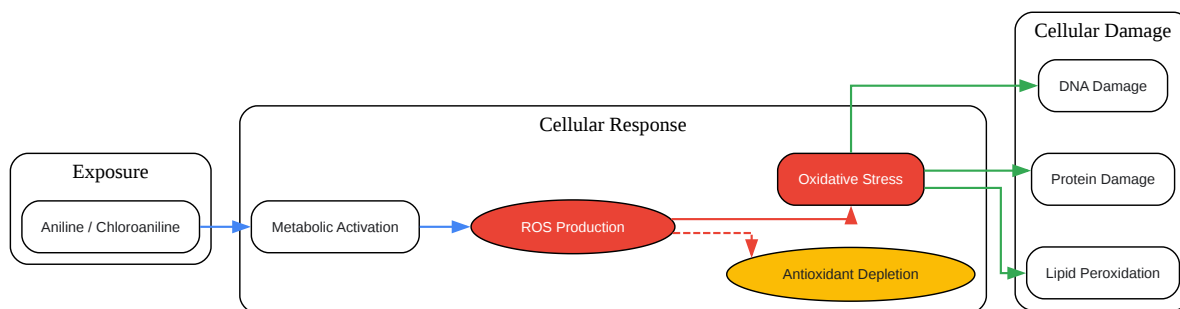 Cellular Damage
DNA Damage
Cellular Response
Exposure
Oxidative Stress
Protein Damage
Aniline / Chloroaniline
Metabolic Activation
ROS Production
Antioxidant Depletion
Lipid Peroxidation